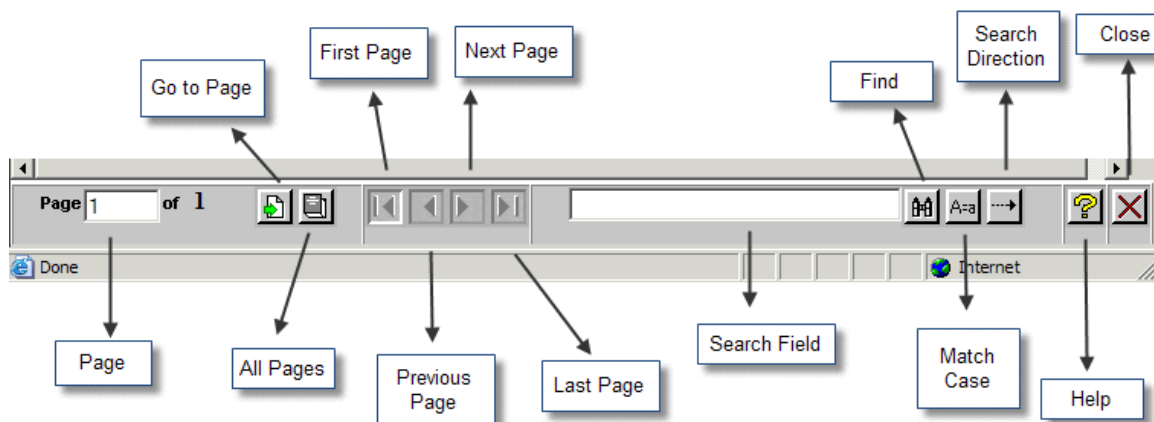 First Page
Next Page
Search
Direction
Close
Go to Page
Find
Page 1 of 1
A=a
Done
Internet
Page
All Pages
Previous
Page
Last Page
Search Field
Match
Case
Help